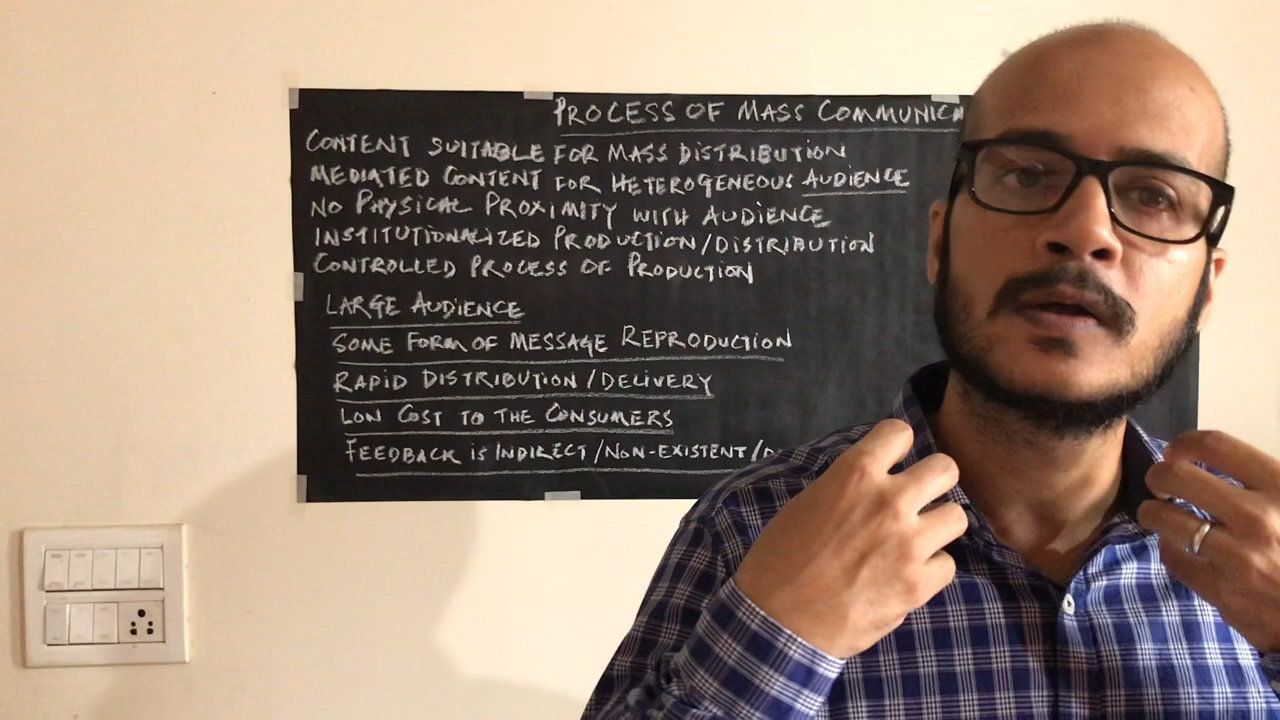 PROCESS OF MASS COMMUNICA
CONTENT SUITABLE FOR MASS DISTRIBUTION
MEDIATED CONTENT FOR HETEROGENEOUS AUDIENCE
NO PHYSICAL PROXIMITY WITH AUDIENCE
INSTITUTIONALIZED PRODUCTION/DISTRIBUTION
CONTROLLED PROCESS OF PRODUCTION
LARGE AUDIENCE
SOME FORM OF MESSAGE REPRODUCTION
RAPID DISTRIBUTION/DELIVERY
LOW COST TO THE CONSUMERS
FEEDBACK IS INDIRECT/NON-EXISTENT/D